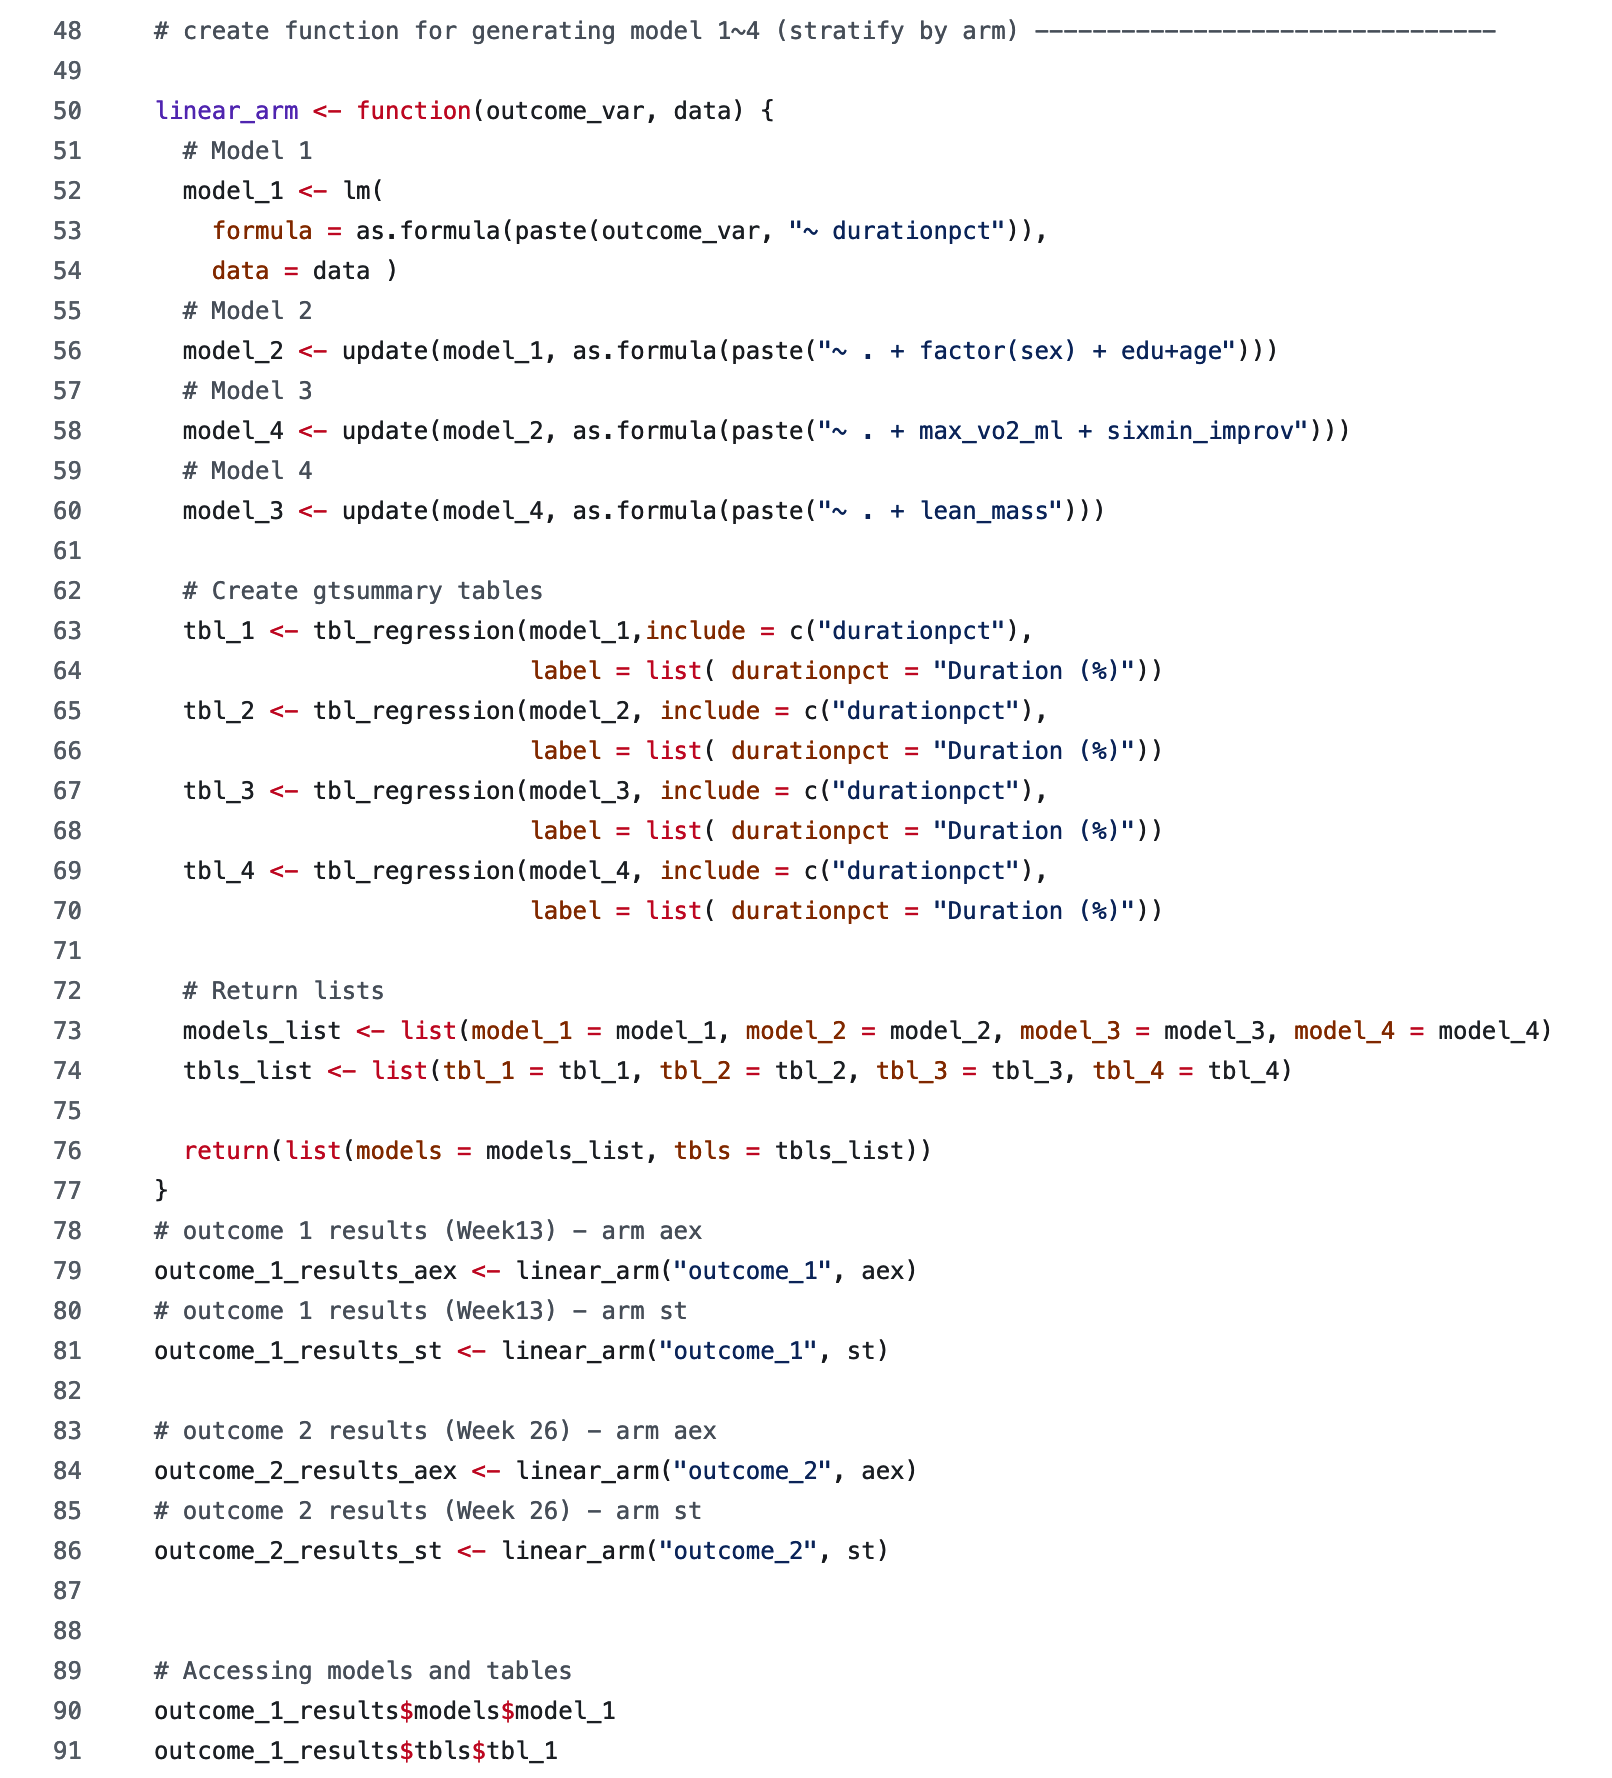 48 # create function for generating model 1~4 (stratify by arm) --------------------------------
49
50 linear_arm <- function(outcome_var, data) {
51   # Model 1
52   model_1 <- lm(
53     formula = as.formula(paste(outcome_var, "~ durationpct")),
54     data = data )
55   # Model 2
56   model_2 <- update(model_1, as.formula(paste("~ . + factor(sex) + edu+age")))
57   # Model 3
58   model_4 <- update(model_2, as.formula(paste("~ . + max_vo2_ml + sixmin_improv")))
59   # Model 4
60   model_3 <- update(model_4, as.formula(paste("~ . + lean_mass")))
61
62   # Create gtsummary tables
63   tbl_1 <- tbl_regression(model_1,include = c("durationpct"),
64                           label = list( durationpct = "Duration (%)"))
65   tbl_2 <- tbl_regression(model_2, include = c("durationpct"),
66                           label = list( durationpct = "Duration (%)"))
67   tbl_3 <- tbl_regression(model_3, include = c("durationpct"),
68                           label = list( durationpct = "Duration (%)"))
69   tbl_4 <- tbl_regression(model_4, include = c("durationpct"),
70                           label = list( durationpct = "Duration (%)"))
71
72   # Return lists
73   models_list <- list(model_1 = model_1, model_2 = model_2, model_3 = model_3, model_4 = model_4)
74   tbls_list <- list(tbl_1 = tbl_1, tbl_2 = tbl_2, tbl_3 = tbl_3, tbl_4 = tbl_4)
75
76   return(list(models = models_list, tbls = tbls_list))
77 }
78 # outcome 1 results (Week13) - arm aex
79 outcome_1_results_aex <- linear_arm("outcome_1", aex)
80 # outcome 1 results (Week13) - arm st
81 outcome_1_results_st <- linear_arm("outcome_1", st)
82
83 # outcome 2 results (Week 26) - arm aex
84 outcome_2_results_aex <- linear_arm("outcome_2", aex)
85 # outcome 2 results (Week 26) - arm st
86 outcome_2_results_st <- linear_arm("outcome_2", st)
87
88
89 # Accessing models and tables
90 outcome_1_results$models$model_1
91 outcome_1_results$tbls$tbl_1